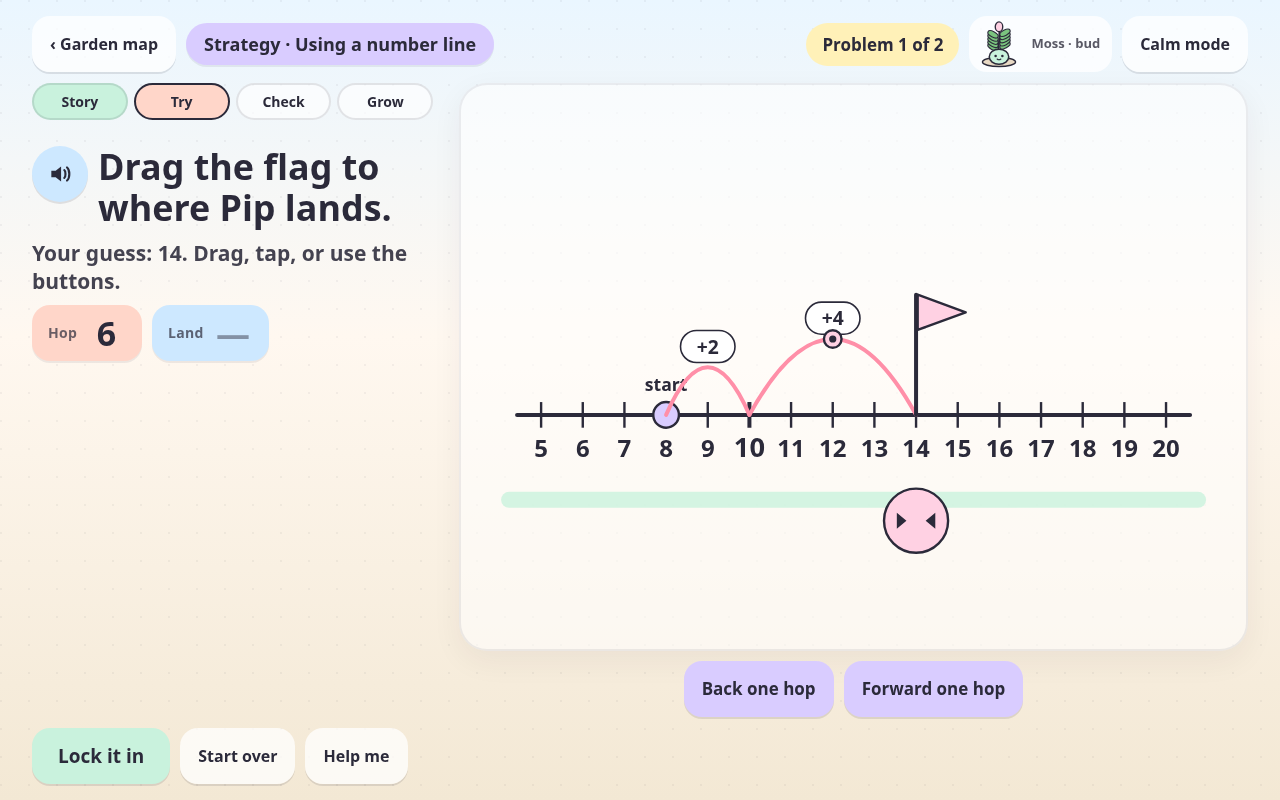 ‹ Garden map
Strategy · Using a number line
Problem 1 of 2
Moss · bud
Calm mode
Story
Try
Check
Grow
Drag the flag to
where Pip lands.
Your guess: 14. Drag, tap, or use the
buttons.
Hop 6
Land —
+4
+2
start
5 6 7 8 9 10 11 12 13 14 15 16 17 18 19 20
Back one hop
Forward one hop
Lock it in
Start over
Help me